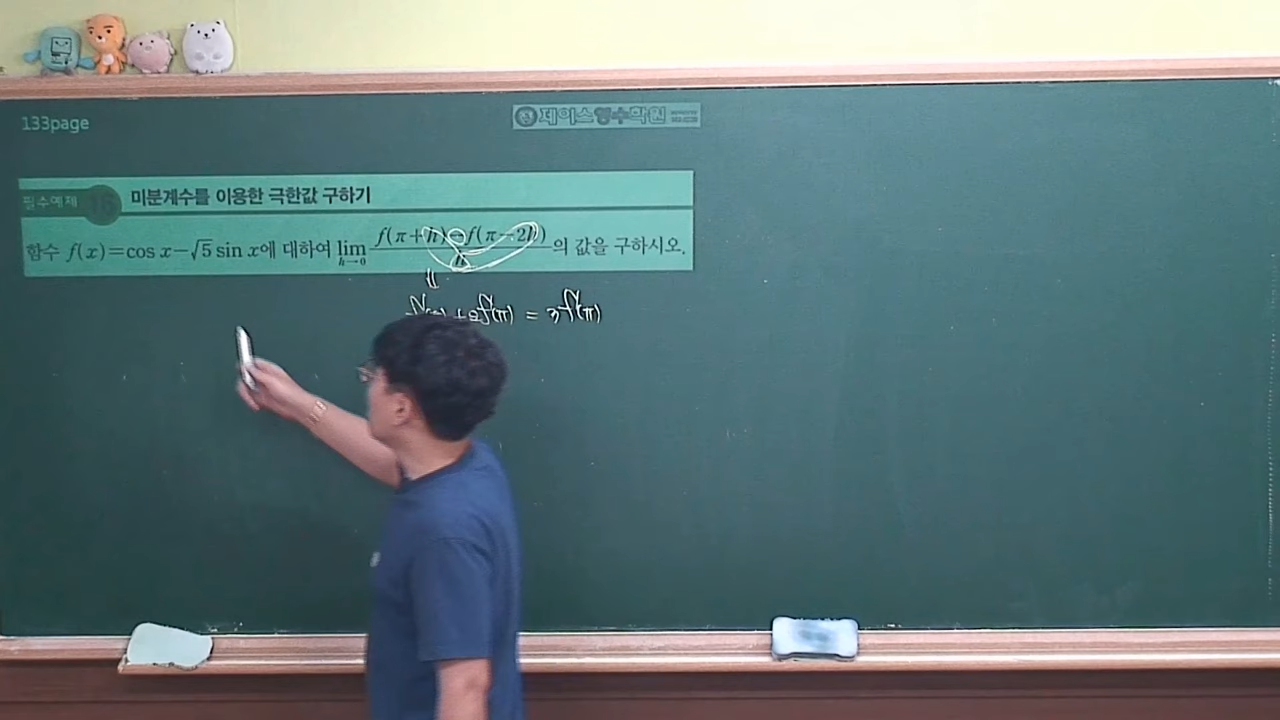 133page
제이스영수학원
필수예제 16 미분계수를 이용한 극한값 구하기
함수 f(x)=cos x−√5 sin x에 대하여 lim h→0 f(π+h)−f(π−2h) / h 의 값을 구하시오.
+2f'(π) = 3f'(π)